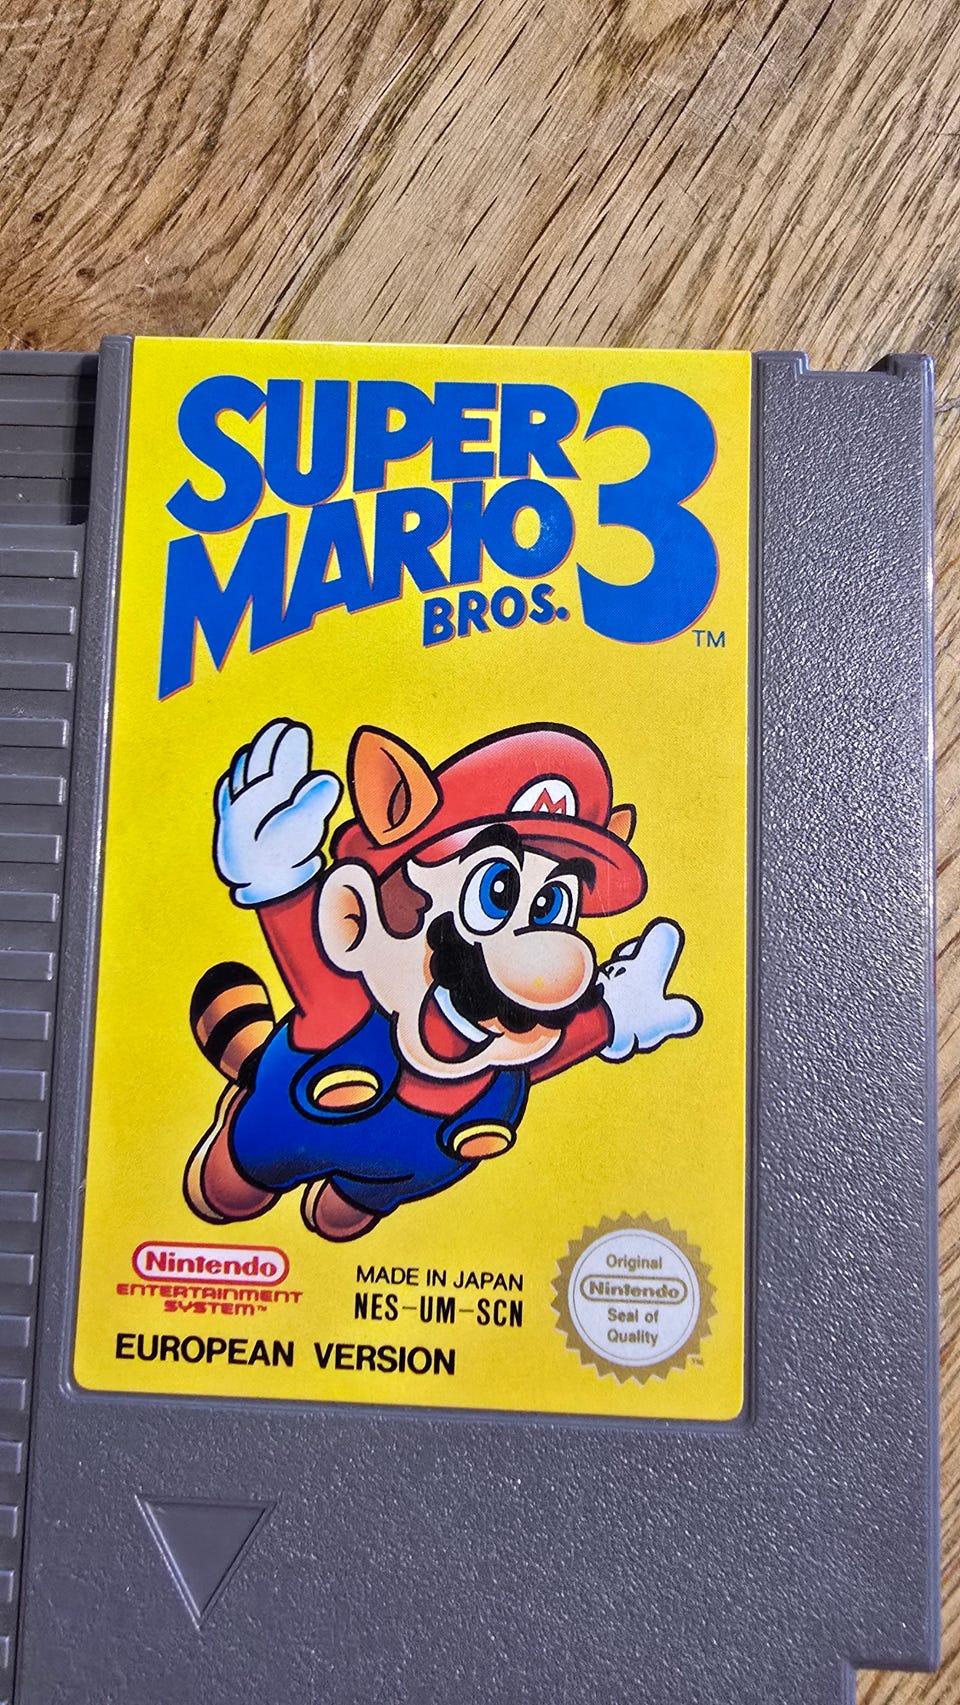 SUPER
MARIO
BROS. 3 TM
M
Nintendo
ENTERTAINMENT
SYSTEM™
MADE IN JAPAN
NES-UM-SCN
EUROPEAN VERSION
Original
Nintendo
Seal of
Quality
TM